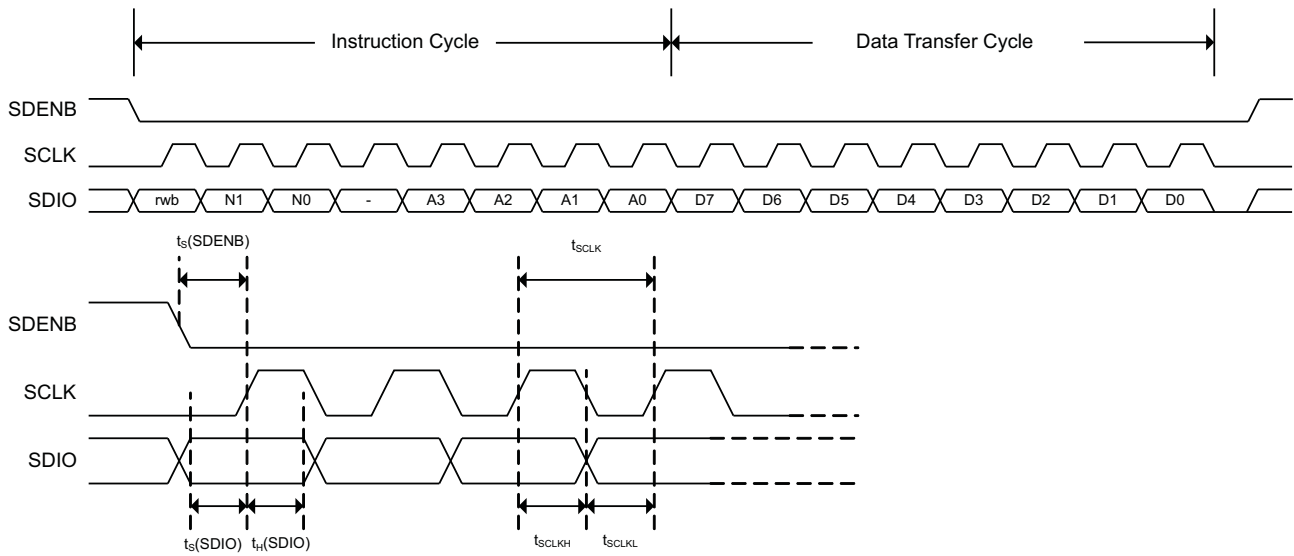 Instruction Cycle Data Transfer Cycle
SDENB
SCLK
SDIO rwb N1 N0 - A3 A2 A1 A0 D7 D6 D5 D4 D3 D2 D1 D0
tS(SDENB) tSCLK
SDENB
SCLK
SDIO
tS(SDIO) tH(SDIO) tSCLKH tSCLKL